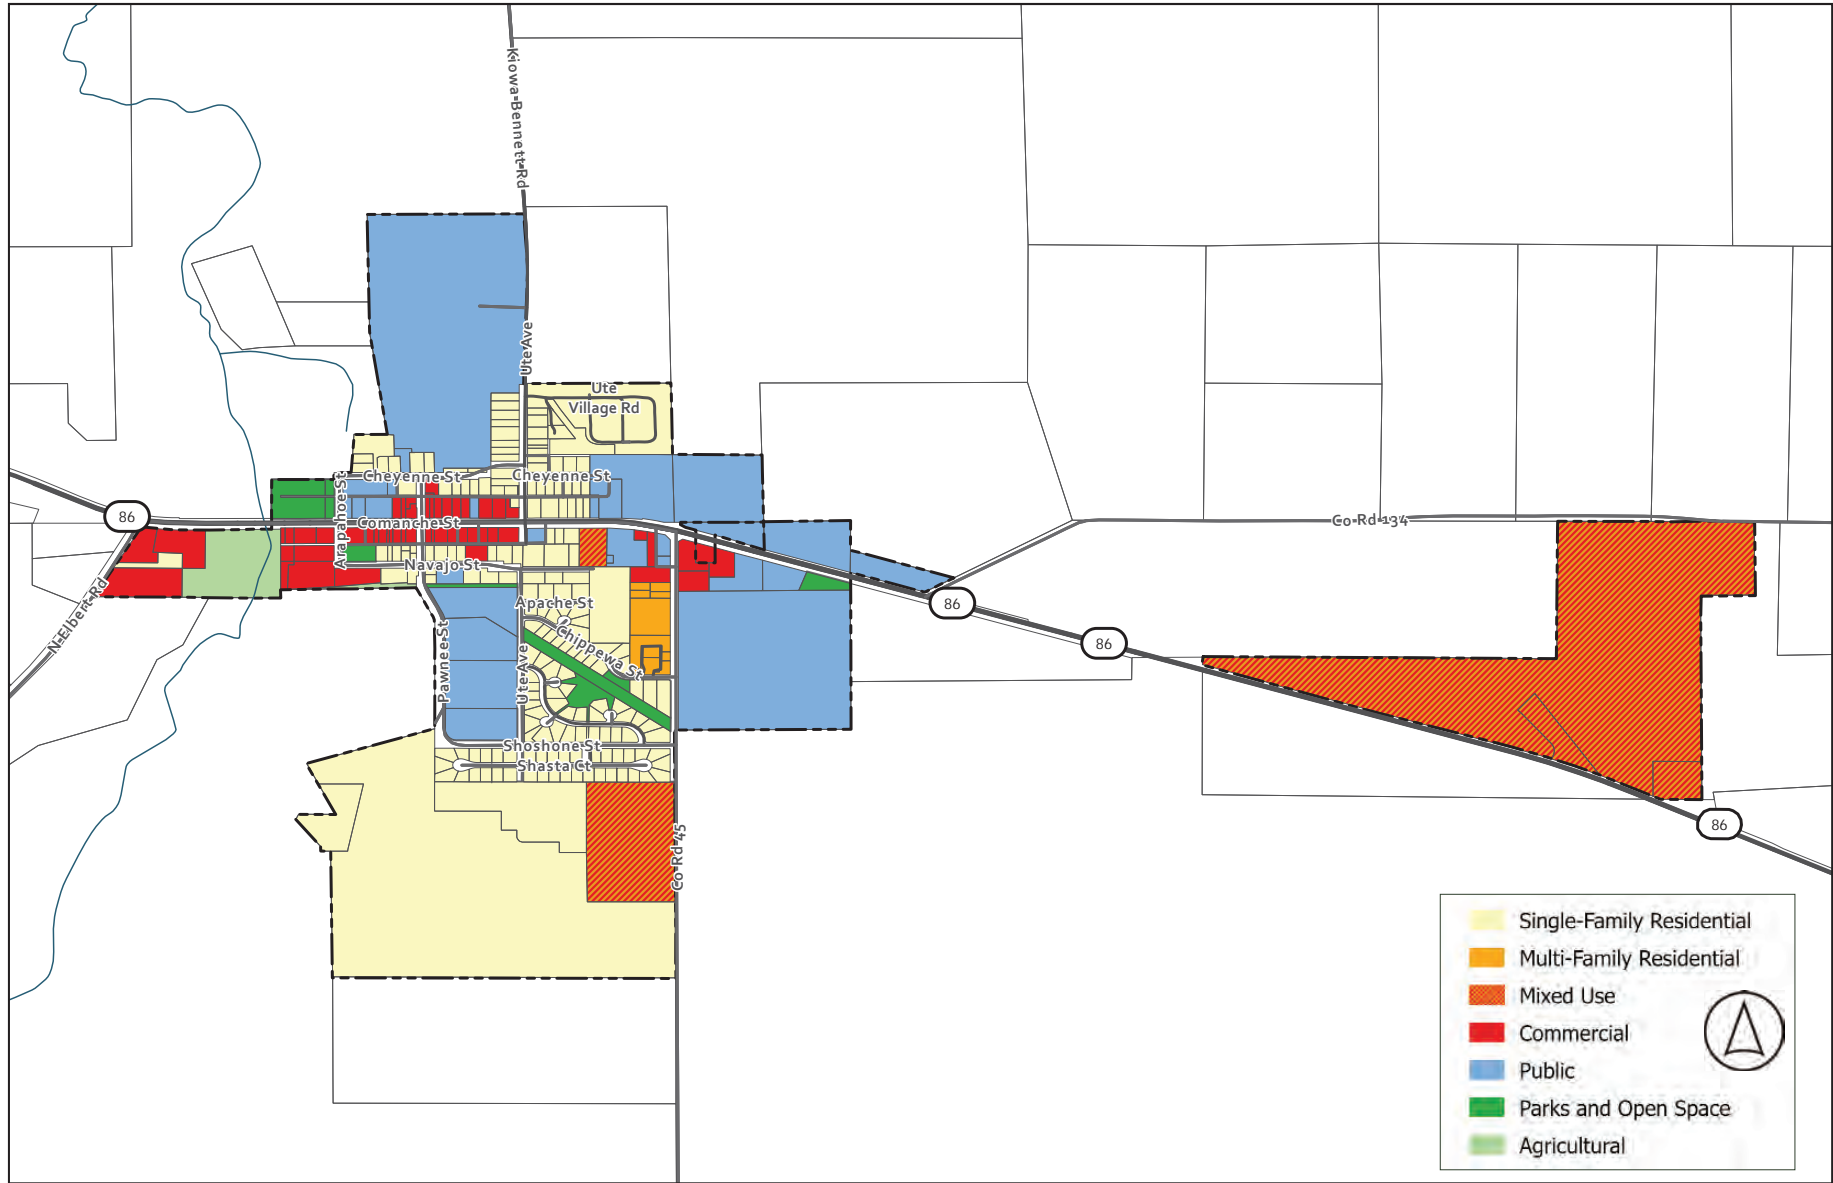 Kiowa-Bennett-Rd
Ute Ave
Ute
Village Rd
Cheyenne St
Cheyenne St
Arapahoe St
86
Comanche St
Co Rd 134
Navajo St
N Elbert Rd
Apache St
86
Chippewa St
86
Pawnee St
Ute Ave
Shoshone St
Shasta Ct
86
Co Rd 45
Single-Family Residential
Multi-Family Residential
Mixed Use
Commercial
Public
Parks and Open Space
Agricultural